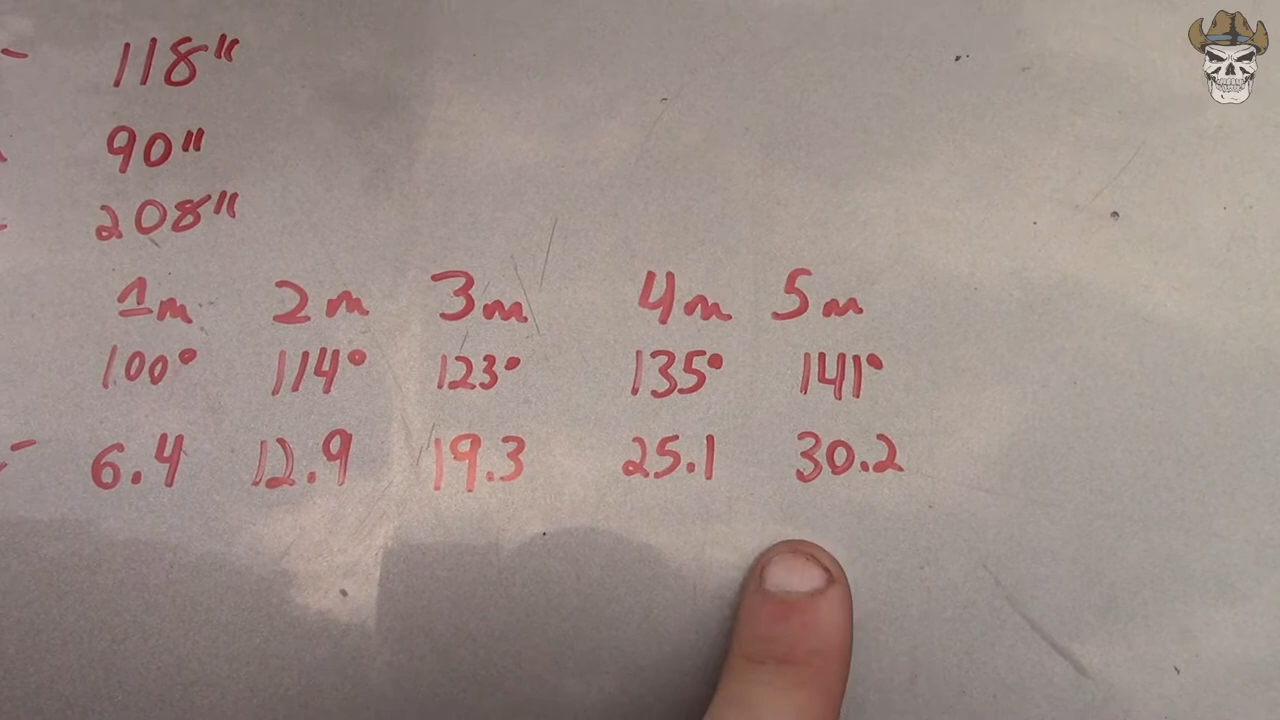 - 118"
90"
208"
1m 2m 3m 4m 5m
100° 114° 123° 135° 141°
- 6.4 12.9 19.3 25.1 30.2